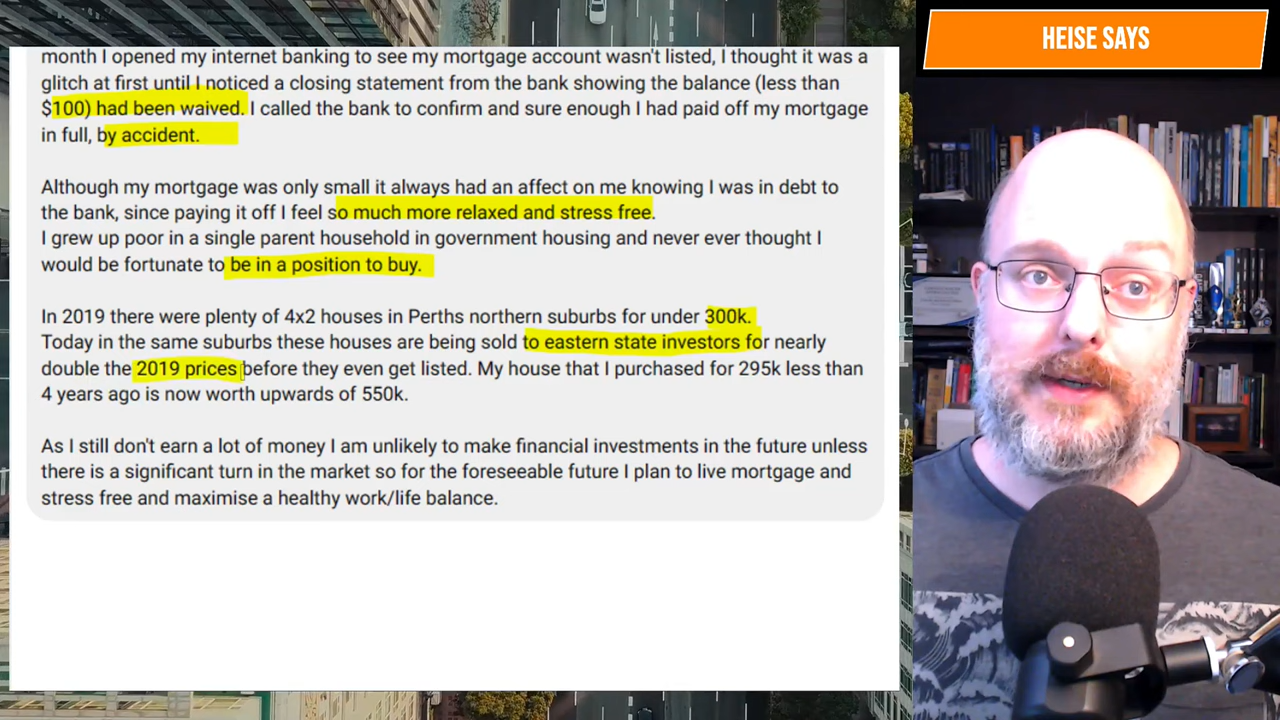 HEISE SAYS
month I opened my internet banking to see my mortgage account wasn't listed, I thought it was a
glitch at first until I noticed a closing statement from the bank showing the balance (less than
$100) had been waived. I called the bank to confirm and sure enough I had paid off my mortgage
in full, by accident.
Although my mortgage was only small it always had an affect on me knowing I was in debt to
the bank, since paying it off I feel so much more relaxed and stress free.
I grew up poor in a single parent household in government housing and never ever thought I
would be fortunate to be in a position to buy.
In 2019 there were plenty of 4x2 houses in Perths northern suburbs for under 300k.
Today in the same suburbs these houses are being sold to eastern state investors for nearly
double the 2019 prices before they even get listed. My house that I purchased for 295k less than
4 years ago is now worth upwards of 550k.
As I still don't earn a lot of money I am unlikely to make financial investments in the future unless
there is a significant turn in the market so for the foreseeable future I plan to live mortgage and
stress free and maximise a healthy work/life balance.